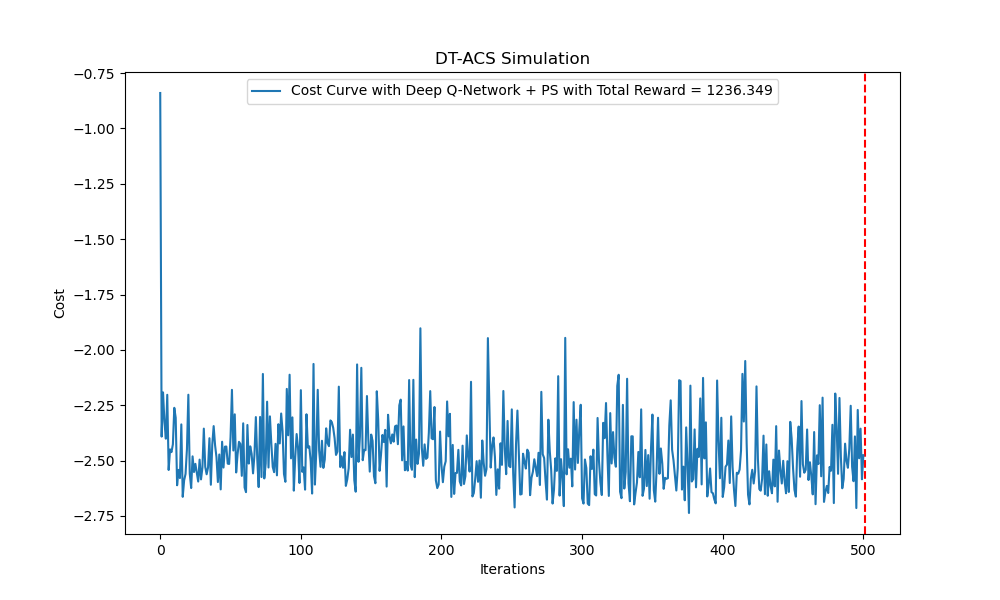 DT-ACS Simulation
−0.75
Cost Curve with Deep Q-Network + PS with Total Reward = 1236.349
−1.00
−1.25
−1.50
−1.75
Cost
−2.00
−2.25
−2.50
−2.75
0 100 200 300 400 500
Iterations